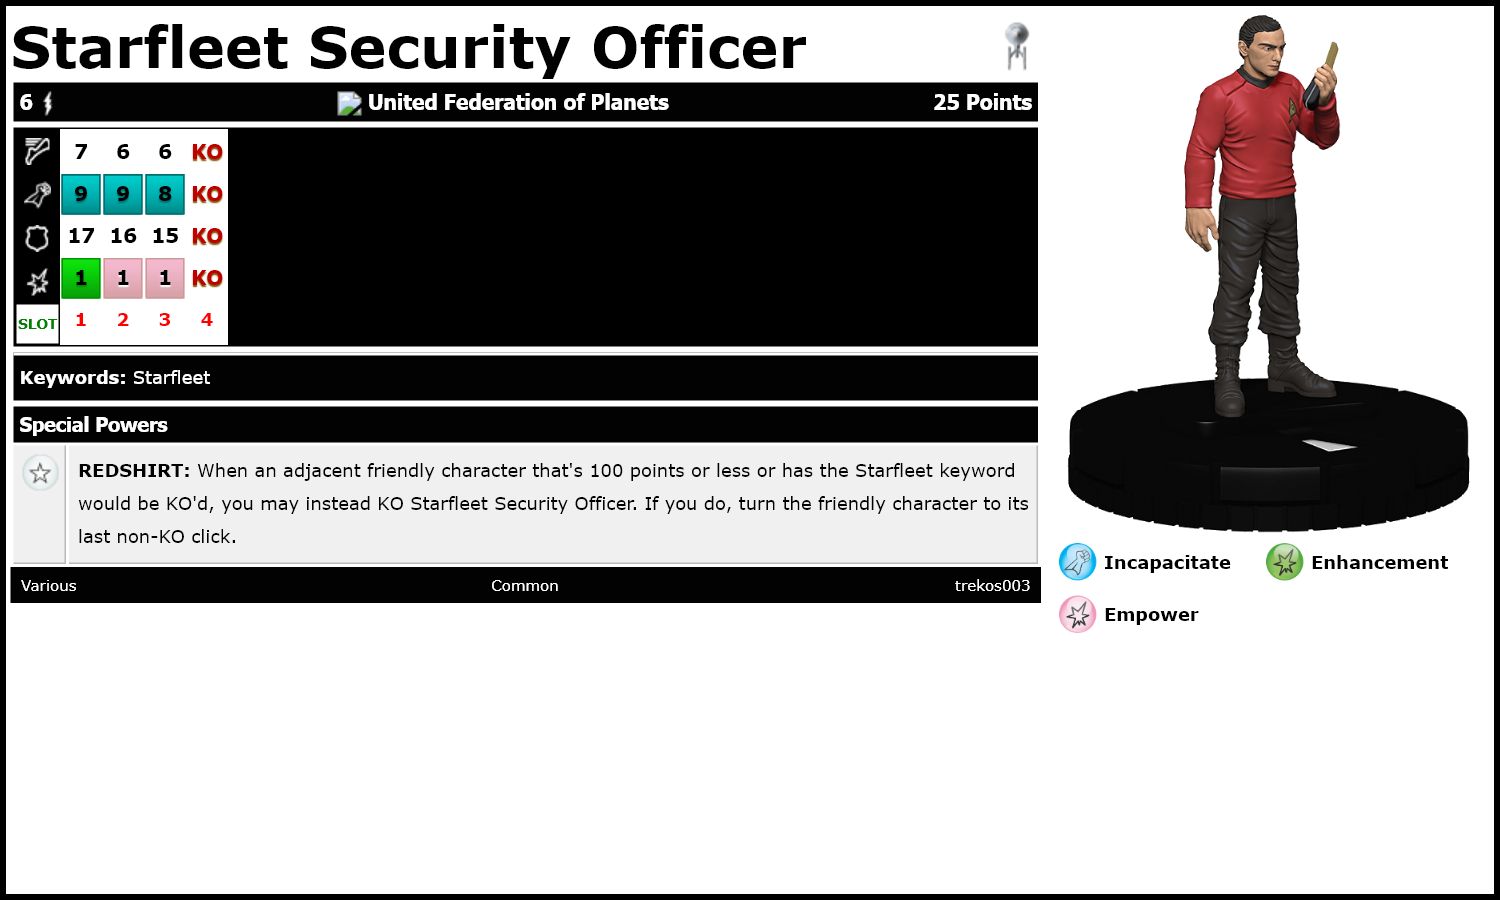 Starfleet Security Officer
6 United Federation of Planets 25 Points
7 6 6 KO
9 9 8 KO
17 16 15 KO
1 1 1 KO
SLOT 1 2 3 4
Keywords: Starfleet
Special Powers
REDSHIRT: When an adjacent friendly character that's 100 points or less or has the Starfleet keyword
would be KO'd, you may instead KO Starfleet Security Officer. If you do, turn the friendly character to its
last non-KO click.
Various Common trekos003
Incapacitate Enhancement
Empower